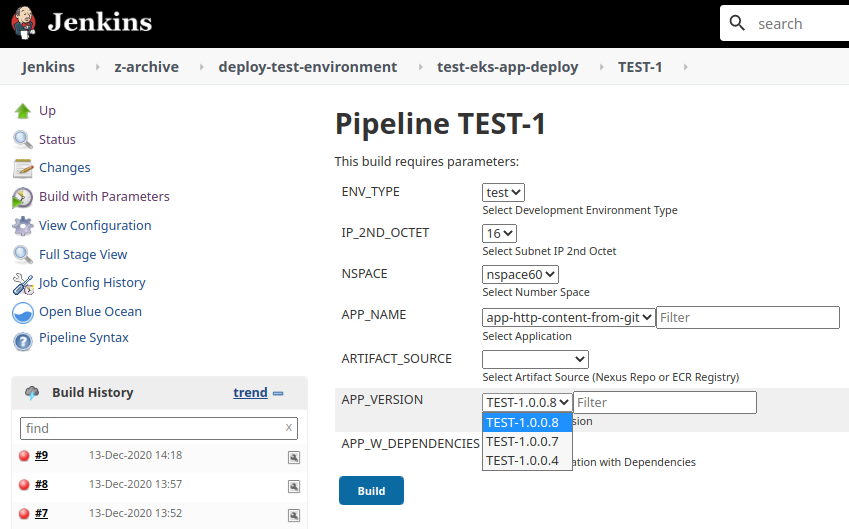 Jenkins
search
Jenkins z-archive deploy-test-environment test-eks-app-deploy TEST-1
Up
Status
Changes
Build with Parameters
View Configuration
Full Stage View
Job Config History
Open Blue Ocean
Pipeline Syntax
Build History trend
find x
#9 13-Dec-2020 14:18
#8 13-Dec-2020 13:57
#7 13-Dec-2020 13:52
Pipeline TEST-1
This build requires parameters:
ENV_TYPE test
Select Development Environment Type
IP_2ND_OCTET 16
Select Subnet IP 2nd Octet
NSPACE nspace60
Select Number Space
APP_NAME app-http-content-from-git Filter
Select Application
ARTIFACT_SOURCE
Select Artifact Source (Nexus Repo or ECR Registry)
APP_VERSION TEST-1.0.0.8 Filter
TEST-1.0.0.8
TEST-1.0.0.7
TEST-1.0.0.4
APP_W_DEPENDENCIES
with Dependencies
Build